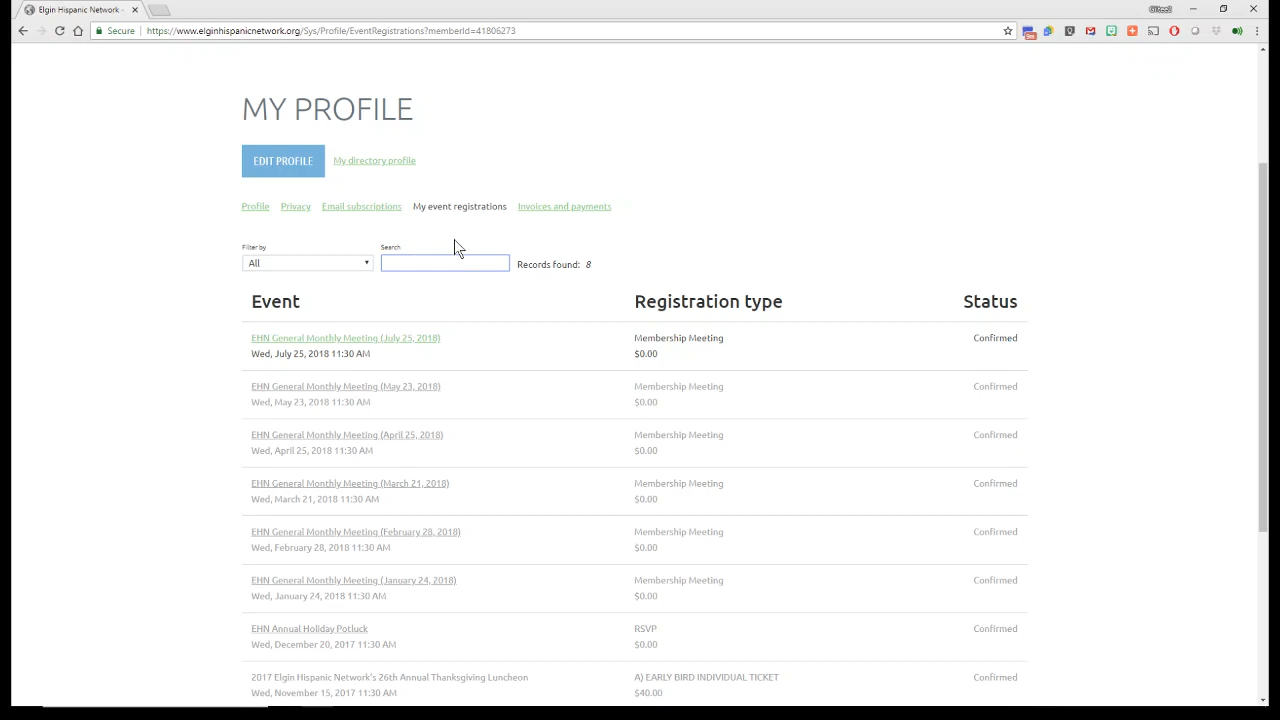 Elgin Hispanic Network -
Secure https://www.elginhispanicnetwork.org/Sys/Profile/EventRegistrations?memberId=41806273
MY PROFILE
EDIT PROFILE My directory profile
Profile Privacy Email subscriptions My event registrations Invoices and payments
Filter by Search
All Records found: 8
Event Registration type Status
EHN General Monthly Meeting (July 25, 2018) Membership Meeting Confirmed
Wed, July 25, 2018 11:30 AM $0.00
EHN General Monthly Meeting (May 23, 2018) Membership Meeting Confirmed
Wed, May 23, 2018 11:30 AM $0.00
EHN General Monthly Meeting (April 25, 2018) Membership Meeting Confirmed
Wed, April 25, 2018 11:30 AM $0.00
EHN General Monthly Meeting (March 21, 2018) Membership Meeting Confirmed
Wed, March 21, 2018 11:30 AM $0.00
EHN General Monthly Meeting (February 28, 2018) Membership Meeting Confirmed
Wed, February 28, 2018 11:30 AM $0.00
EHN General Monthly Meeting (January 24, 2018) Membership Meeting Confirmed
Wed, January 24, 2018 11:30 AM $0.00
EHN Annual Holiday Potluck RSVP Confirmed
Wed, December 20, 2017 11:30 AM $0.00
2017 Elgin Hispanic Network's 26th Annual Thanksgiving Luncheon A) EARLY BIRD INDIVIDUAL TICKET Confirmed
Wed, November 15, 2017 11:30 AM $40.00